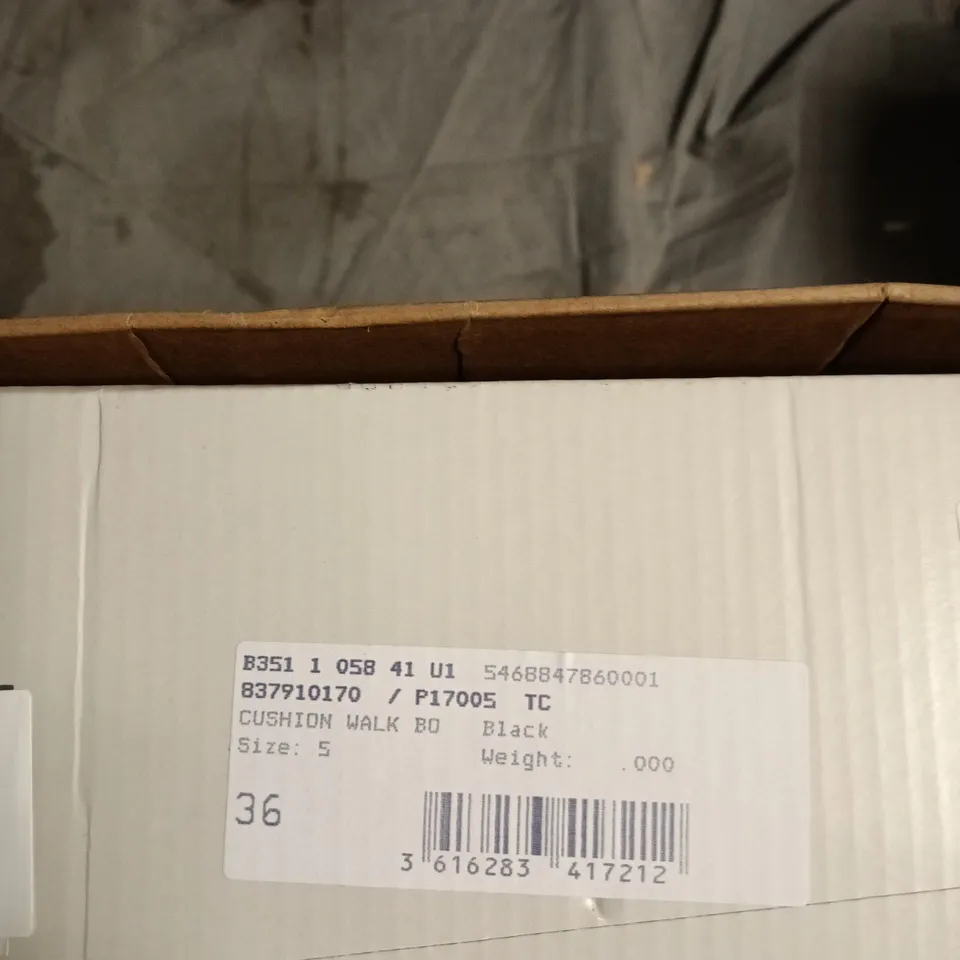 B351 1 058 41 U1 5468847860001
837910170 / P17005 TC
CUSHION WALK BO Black
Size: 5 Weight: .000
36
3 616283 417212